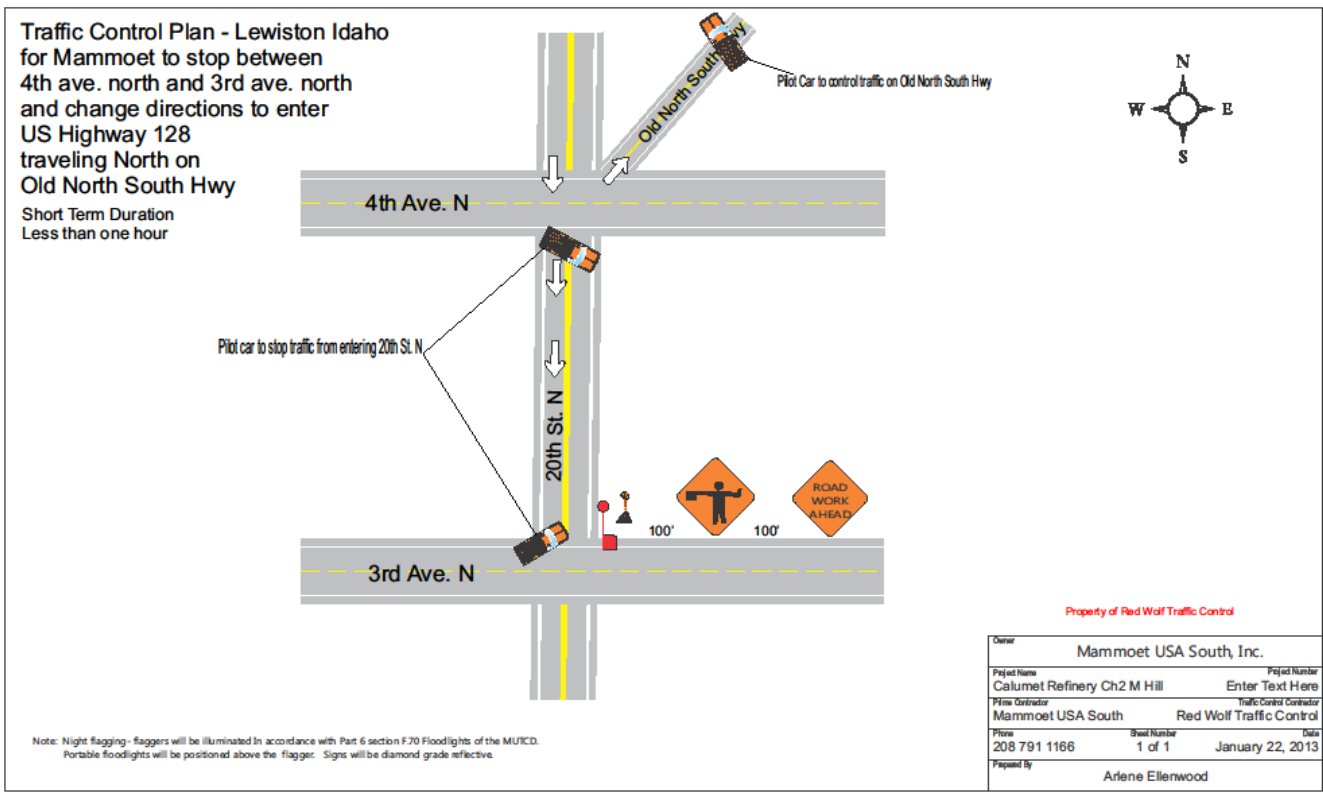 Traffic Control Plan - Lewiston Idaho
for Mammoet to stop between
4th ave. north and 3rd ave. north
and change directions to enter
US Highway 128
traveling North on
Old North South Hwy
Short Term Duration
Less than one hour
Old North South Hwy
Pilot Car to control traffic on Old North South Hwy
N
W E
S
4th Ave. N
Pilot car to stop traffic from entering 20th St. N
20th St. N
ROAD
WORK
AHEAD
100' 100'
3rd Ave. N
Property of Red Wolf Traffic Control
Owner
Mammoet USA South, Inc.
Project Name Project Number
Calumet Refinery Ch2 M Hill Enter Text Here
Prime Contractor Traffic Control Contractor
Mammoet USA South Red Wolf Traffic Control
Phone Sheet Number Date
208 791 1166 1 of 1 January 22, 2013
Prepared By
Arlene Ellenwood
Note: Night flagging - flaggers will be illuminated In accordance with Part 6 section F.70 Floodlights of the MUTCD.
Portable floodlights will be positioned above the flagger. Signs will be diamond grade reflective.